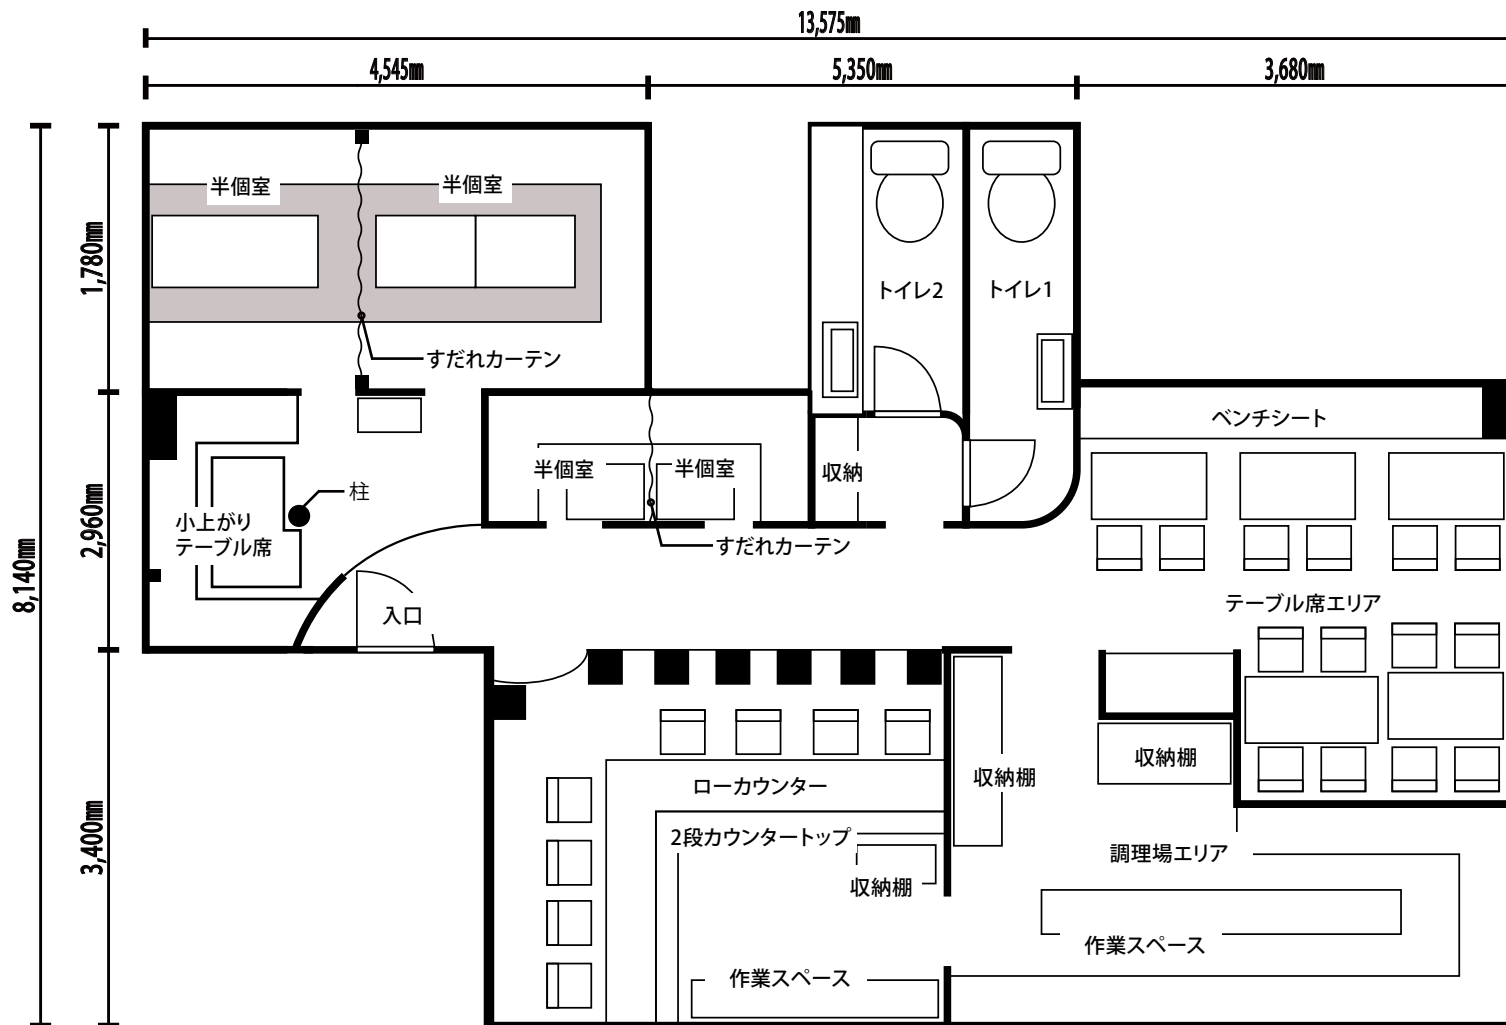 13,575㎜
4,545㎜
5,350㎜
3,680㎜
8,140㎜
1,780㎜
2,960㎜
3,400㎜
半個室
半個室
すだれカーテン
トイレ2
トイレ1
ベンチシート
半個室
半個室
収納
柱
小上がり
テーブル席
すだれカーテン
入口
テーブル席エリア
収納棚
収納棚
ローカウンター
2段カウンタートップ
収納棚
調理場エリア
作業スペース
作業スペース